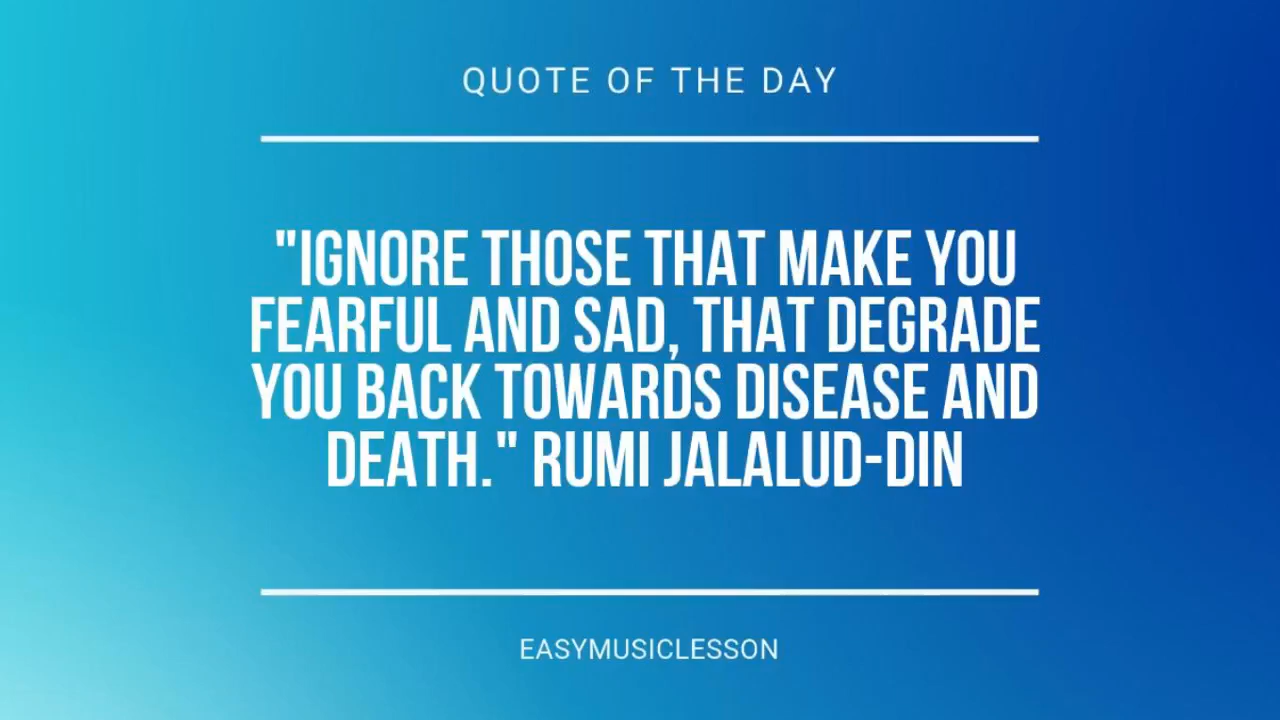 QUOTE OF THE DAY
"IGNORE THOSE THAT MAKE YOU
FEARFUL AND SAD, THAT DEGRADE
YOU BACK TOWARDS DISEASE AND
DEATH." RUMI JALALUD-DIN
EASYMUSICLESSON